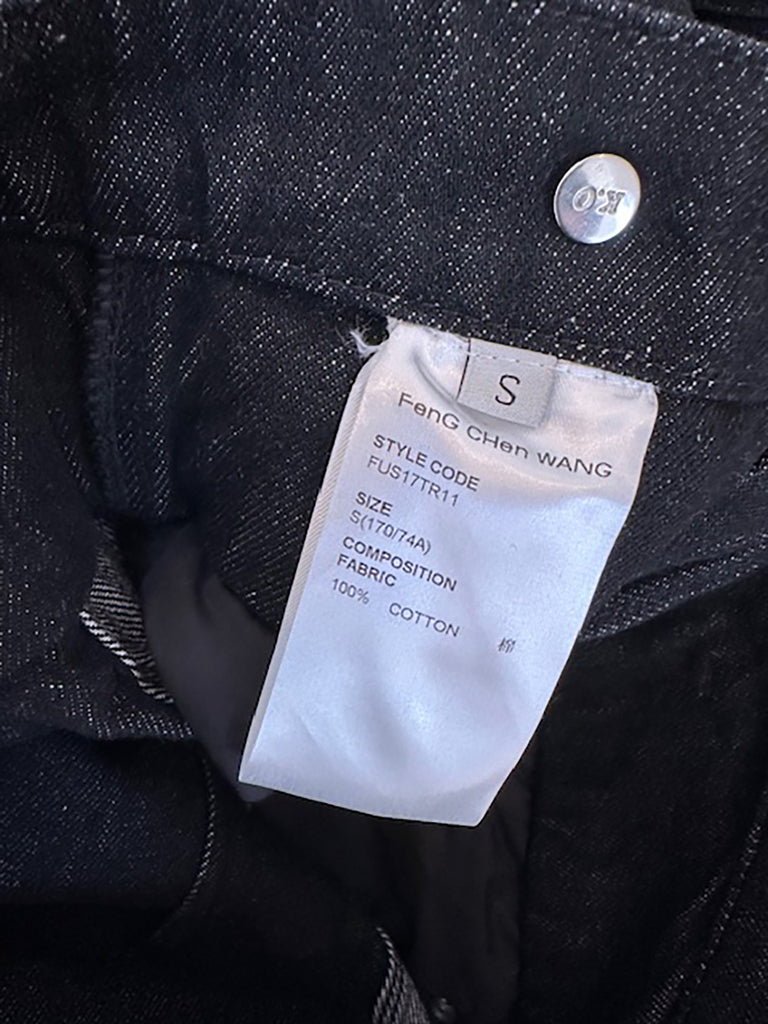 K.O
S
FenG CHen wANG
STYLE CODE
FUS17TR11
SIZE
S(170/74A)
COMPOSITION
FABRIC
100% COTTON 棉